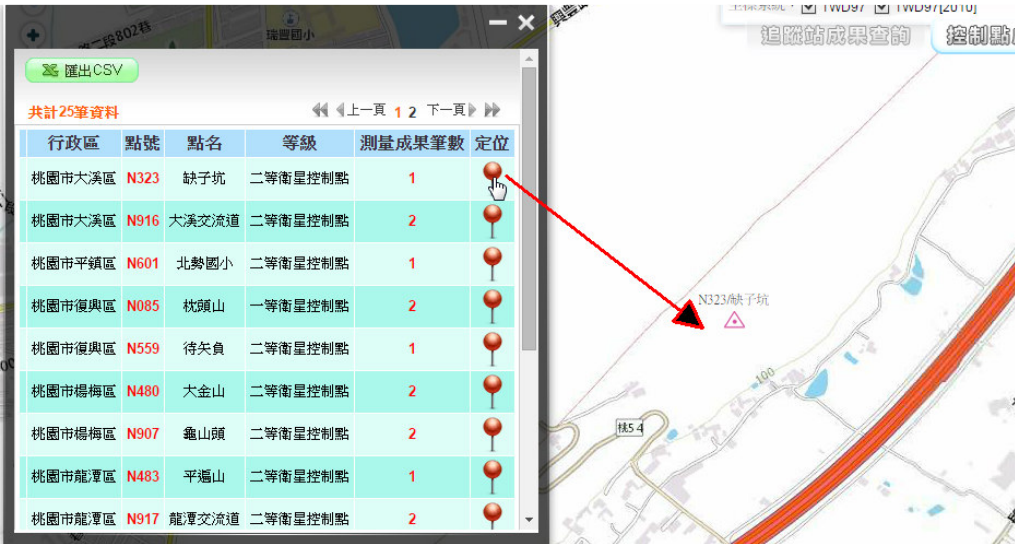 二段802巷
瑞豐國小
匯出CSV
共計25筆資料
上一頁 1 2 下一頁
行政區 點號 點名 等級 測量成果筆數 定位
桃園市大溪區 N323 缺子坑 二等衛星控制點 1
桃園市大溪區 N916 大溪交流道 二等衛星控制點 2
桃園市平鎮區 N601 北勢國小 二等衛星控制點 1
桃園市復興區 N085 枕頭山 一等衛星控制點 2
桃園市復興區 N559 待矢負 二等衛星控制點 1
桃園市楊梅區 N480 大金山 二等衛星控制點 2
桃園市楊梅區 N907 龜山頭 二等衛星控制點 2
桃園市龍潭區 N483 平遍山 二等衛星控制點 1
桃園市龍潭區 N917 龍潭交流道 二等衛星控制點 2
TWD97 TWD97[2010]
追蹤站成果查詢
控制點
N323/缺子坑
100
桃54